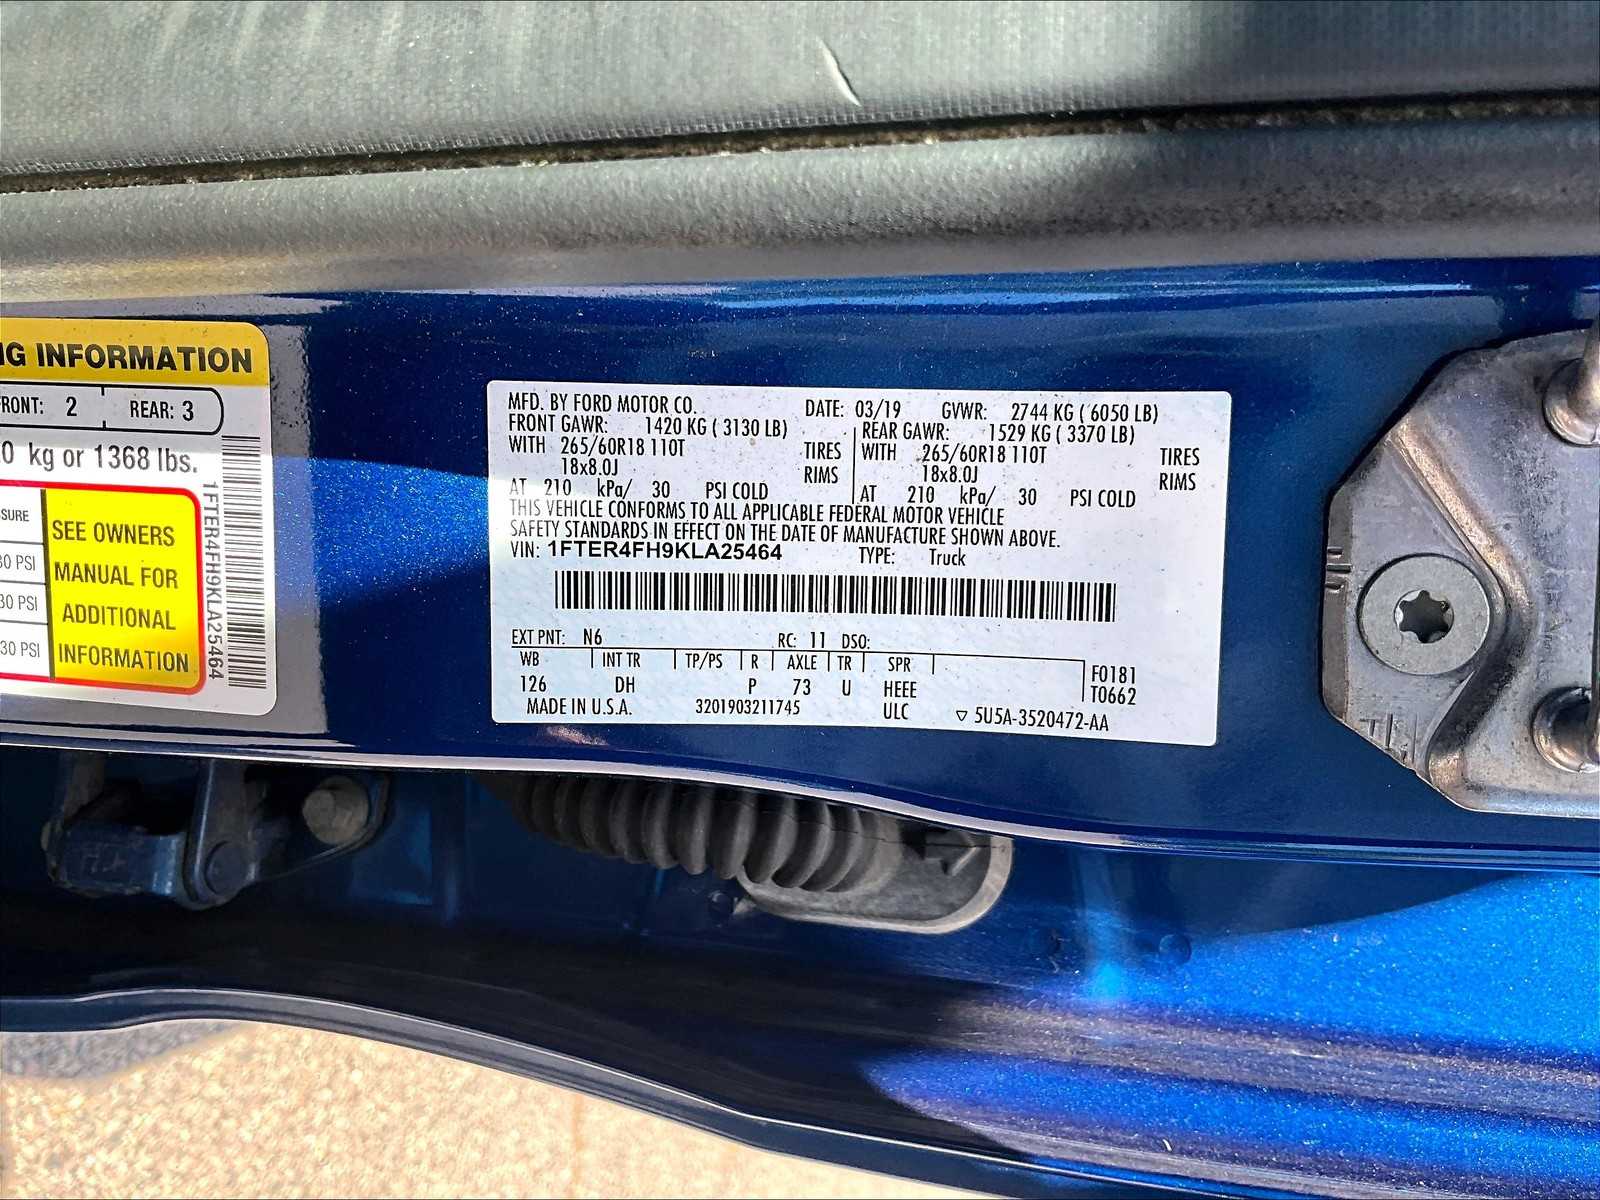 NG INFORMATION
FRONT: 2 REAR: 3
0 kg or 1368 lbs.
SEE OWNERS
MANUAL FOR
ADDITIONAL
INFORMATION
30 PSI
30 PSI
30 PSI
1FTER4FH9KLA25464
MFD. BY FORD MOTOR CO. DATE: 03/19 GVWR: 2744 KG ( 6050 LB)
FRONT GAWR: 1420 KG ( 3130 LB) REAR GAWR: 1529 KG ( 3370 LB)
WITH 265/60R18 110T TIRES WITH 265/60R18 110T TIRES
18x8.0J RIMS 18x8.0J RIMS
AT 210 kPa/ 30 PSI COLD AT 210 kPa/ 30 PSI COLD
THIS VEHICLE CONFORMS TO ALL APPLICABLE FEDERAL MOTOR VEHICLE
SAFETY STANDARDS IN EFFECT ON THE DATE OF MANUFACTURE SHOWN ABOVE.
VIN: 1FTER4FH9KLA25464 TYPE: Truck
EXT PNT: N6 RC: 11 DSO:
WB INT TR TP/PS R AXLE TR SPR F0181
126 DH P 73 U HEEE T0662
MADE IN U.S.A. 3201903211745 ULC ▽ 5U5A-3520472-AA